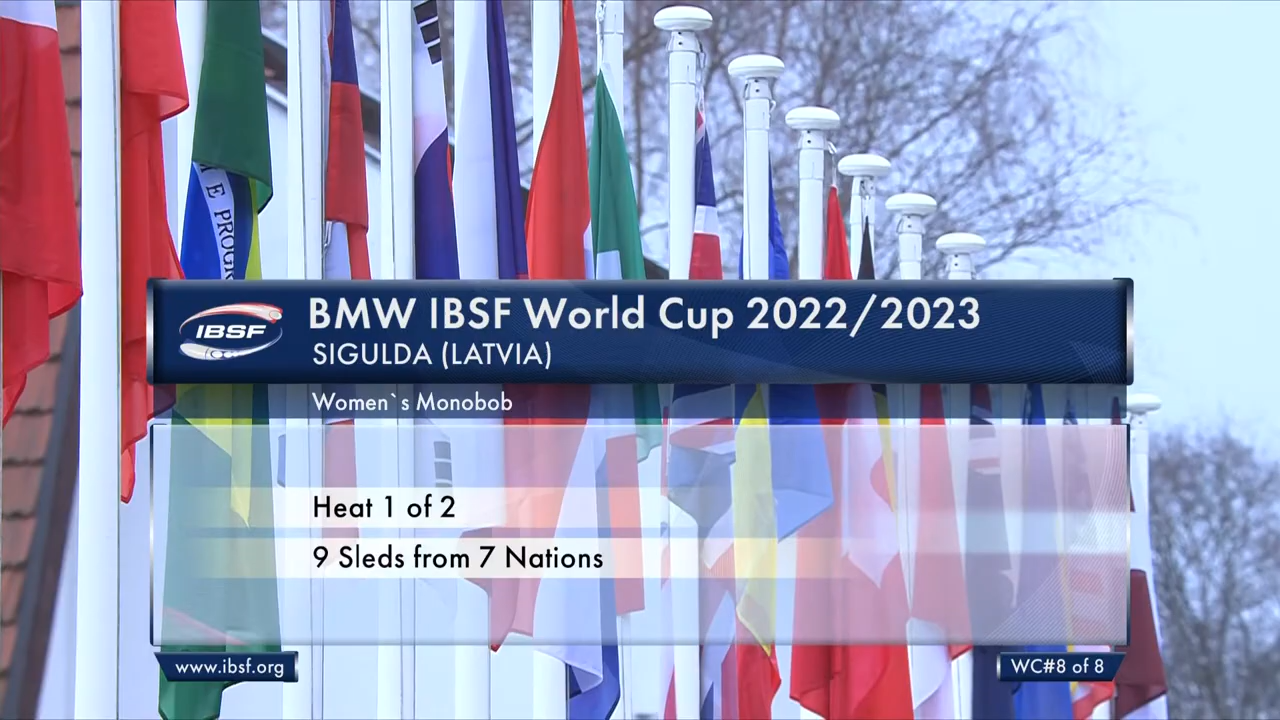 E PROGR
IBSF
BMW IBSF World Cup 2022/2023
SIGULDA (LATVIA)
Women`s Monobob
Heat 1 of 2
9 Sleds from 7 Nations
www.ibsf.org
WC#8 of 8